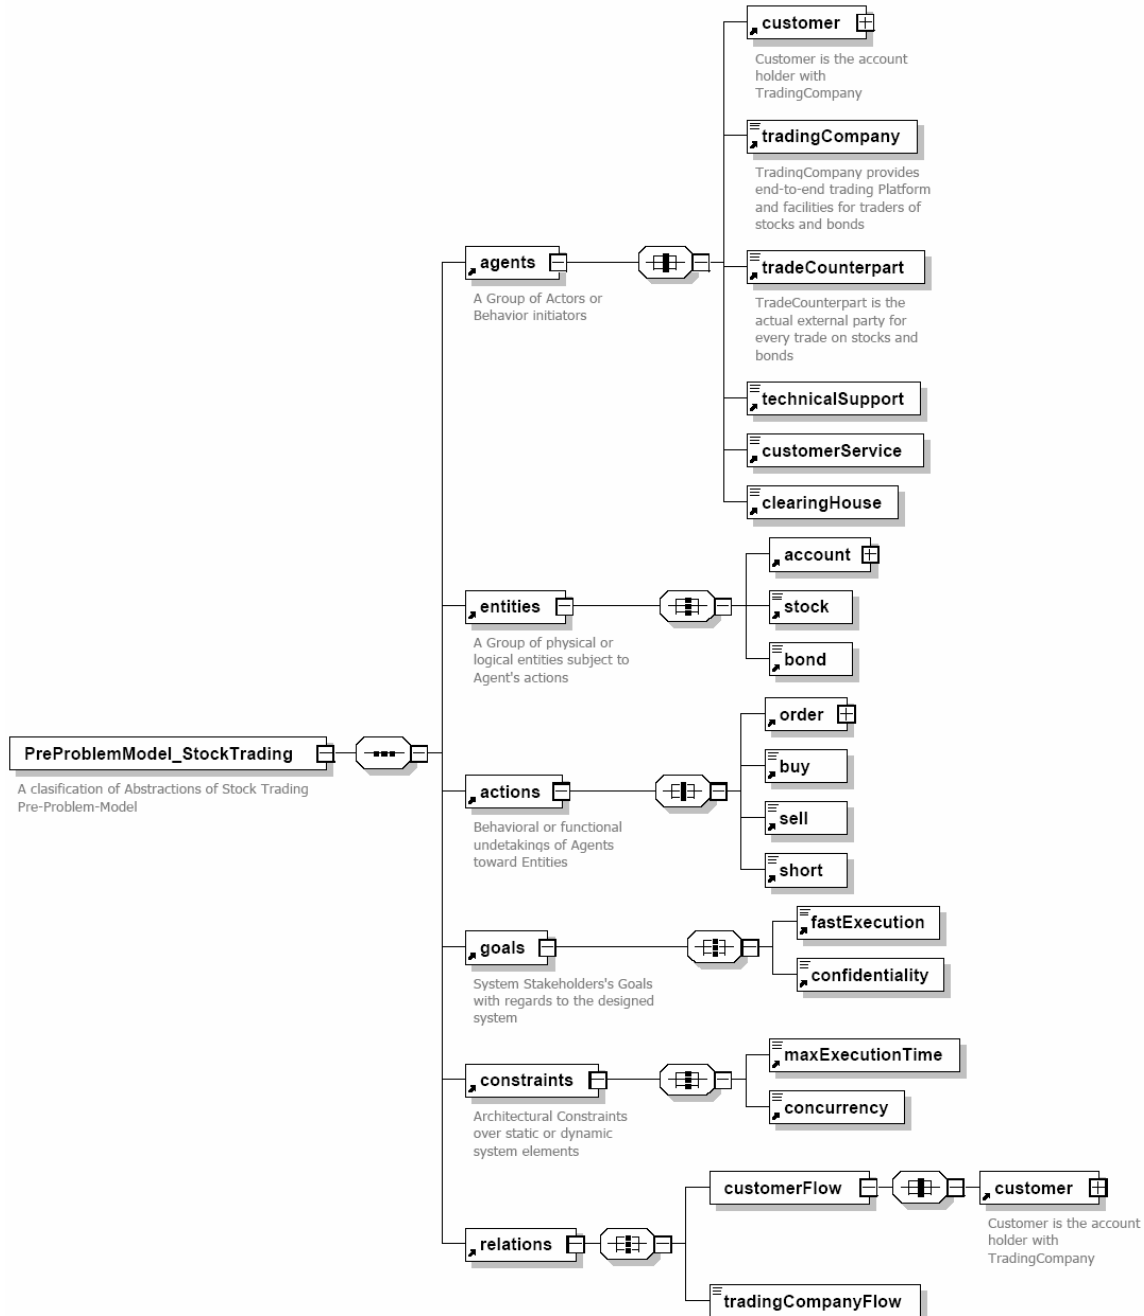 customer
Customer is the account
holder with
TradingCompany
tradingCompany
TradingCompany provides
end-to-end trading Platform
and facilities for traders of
stocks and bonds
agents
A Group of Actors or
Behavior initiators
tradeCounterpart
TradeCounterpart is the
actual external party for
every trade on stocks and
bonds
technicalSupport
customerService
clearingHouse
account
entities
A Group of physical or
logical entities subject to
Agent's actions
stock
bond
order
PreProblemModel_StockTrading
A clasification of Abstractions of Stock Trading
Pre-Problem-Model
buy
actions
Behavioral or functional
undetakings of Agents
toward Entities
sell
short
goals
System Stakeholders's Goals
with regards to the designed
system
fastExecution
confidentiality
constraints
Architectural Constraints
over static or dynamic
system elements
maxExecutionTime
concurrency
relations
customerFlow
customer
Customer is the account
holder with
TradingCompany
tradingCompanyFlow